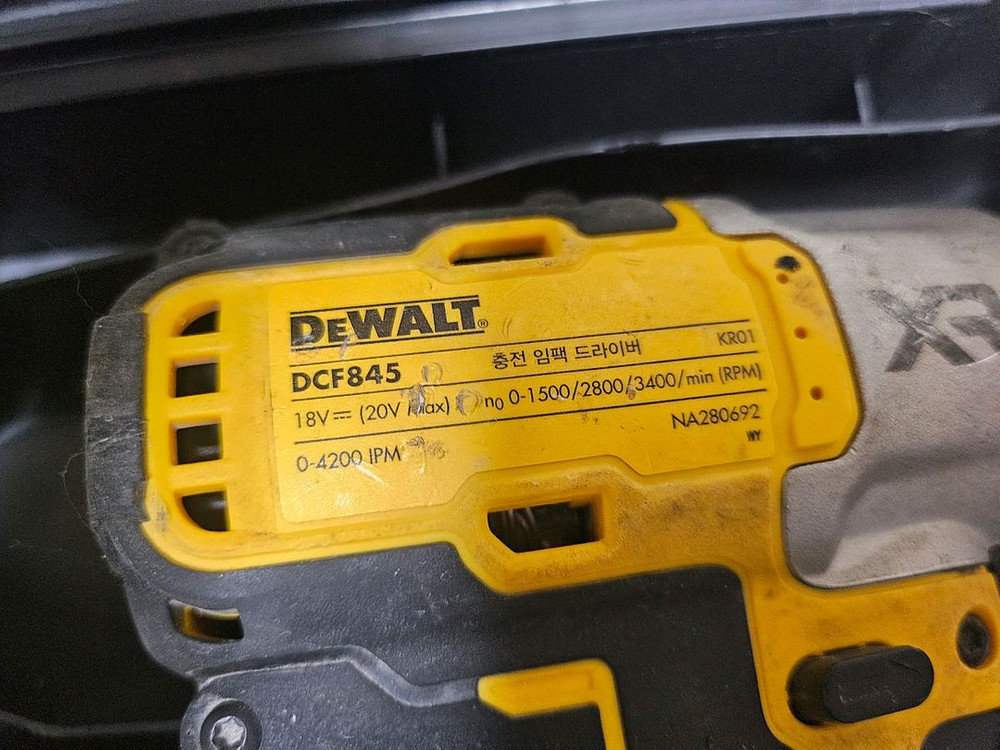 DEWALT®
DCF845 충전 임팩 드라이버 KR01
18V⎓ (20V Max) n0 0-1500/2800/3400/min (RPM)
0-4200 IPM NA280692
WY
XR